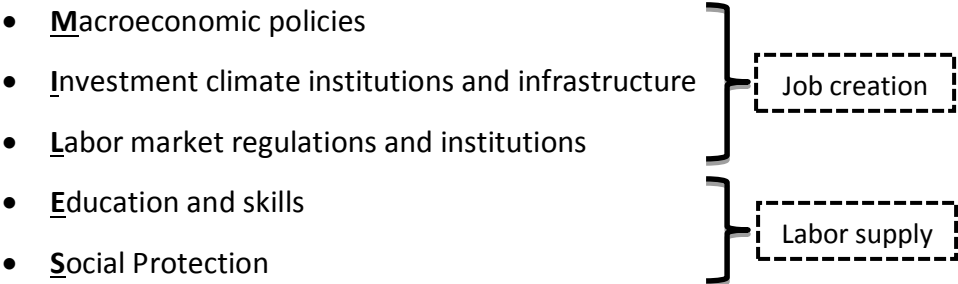 • Macroeconomic policies
• Investment climate institutions and infrastructure
Job creation
• Labor market regulations and institutions
• Education and skills
Labor supply
• Social Protection